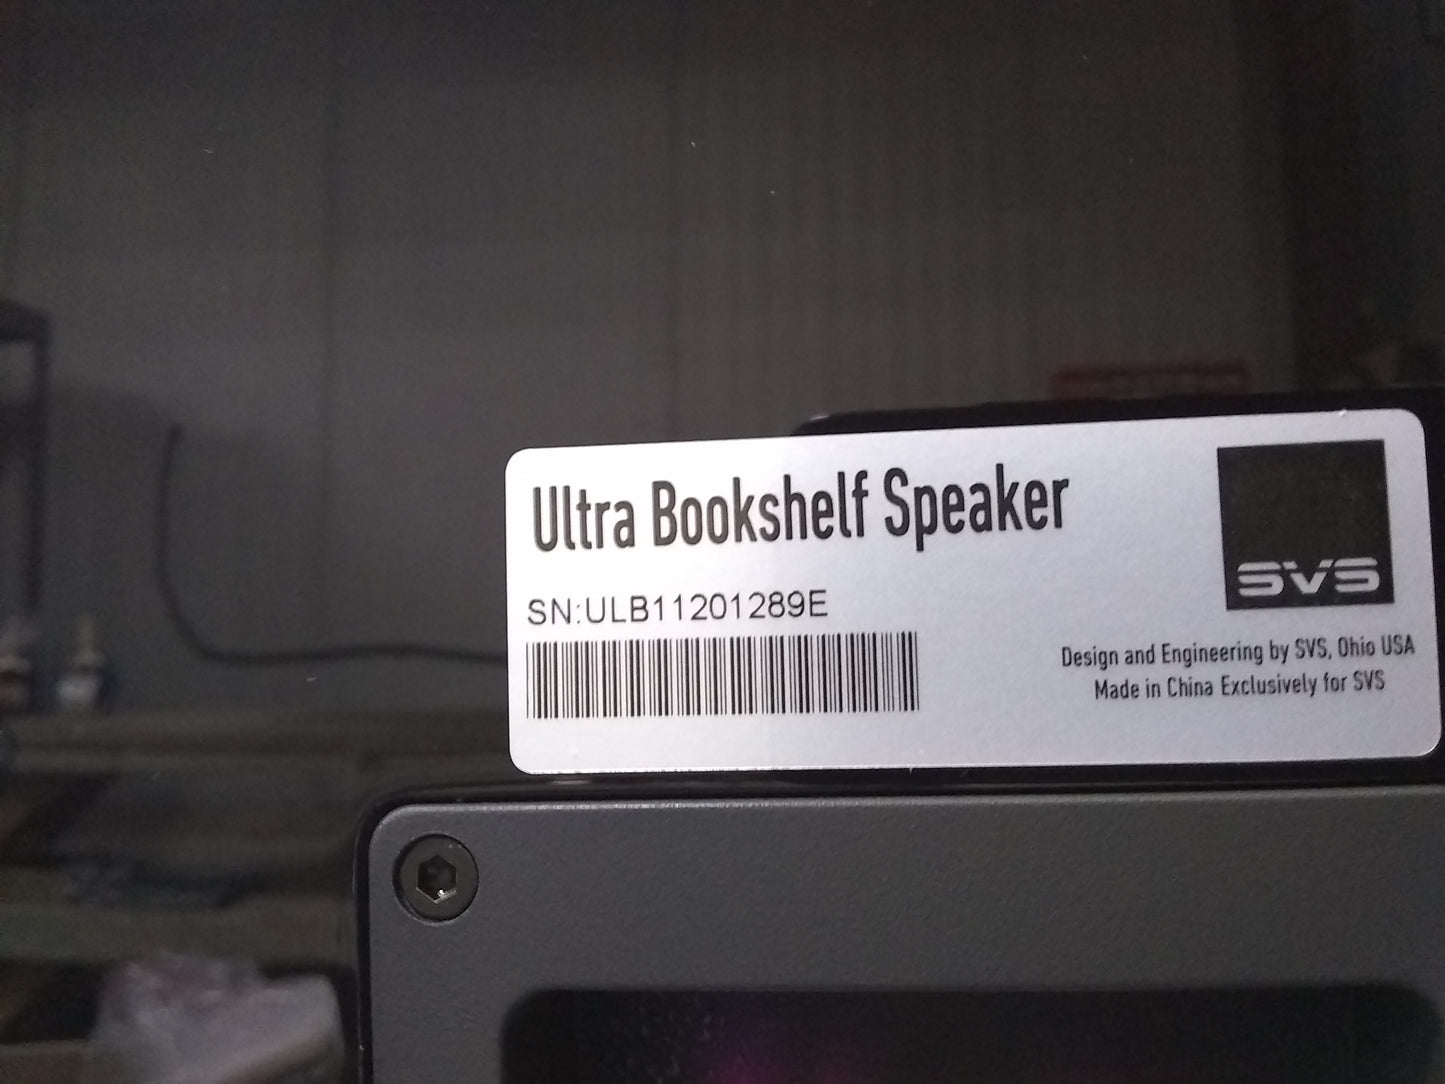 Ultra Bookshelf Speaker
SN:ULB11201289E
SVS
Design and Engineering by SVS, Ohio USA
Made in China Exclusively for SVS